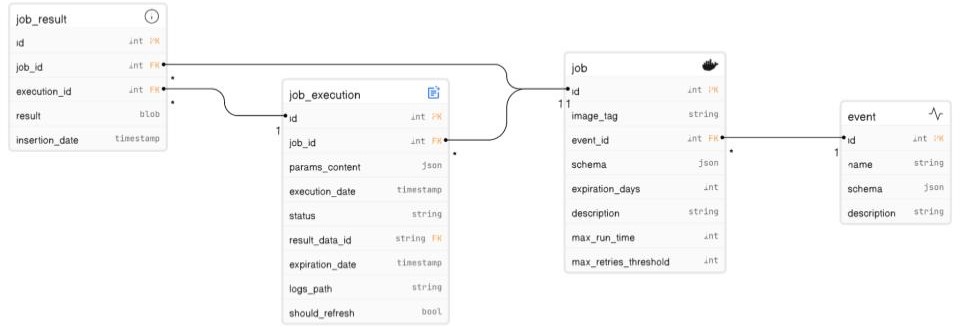 job_result
id int PK
job_id int FK
execution_id int FK
result blob
insertion_date timestamp
*
*
job_execution
id int PK
job_id int FK
params_content json
execution_date timestamp
status string
result_data_id string FK
expiration_date timestamp
logs_path string
should_refresh bool
1
*
job
id int PK
image_tag string
event_id int FK
schema json
expiration_days int
description string
max_run_time int
max_retries_threshold int
1 1
*
event
id int PK
name string
schema json
description string
1